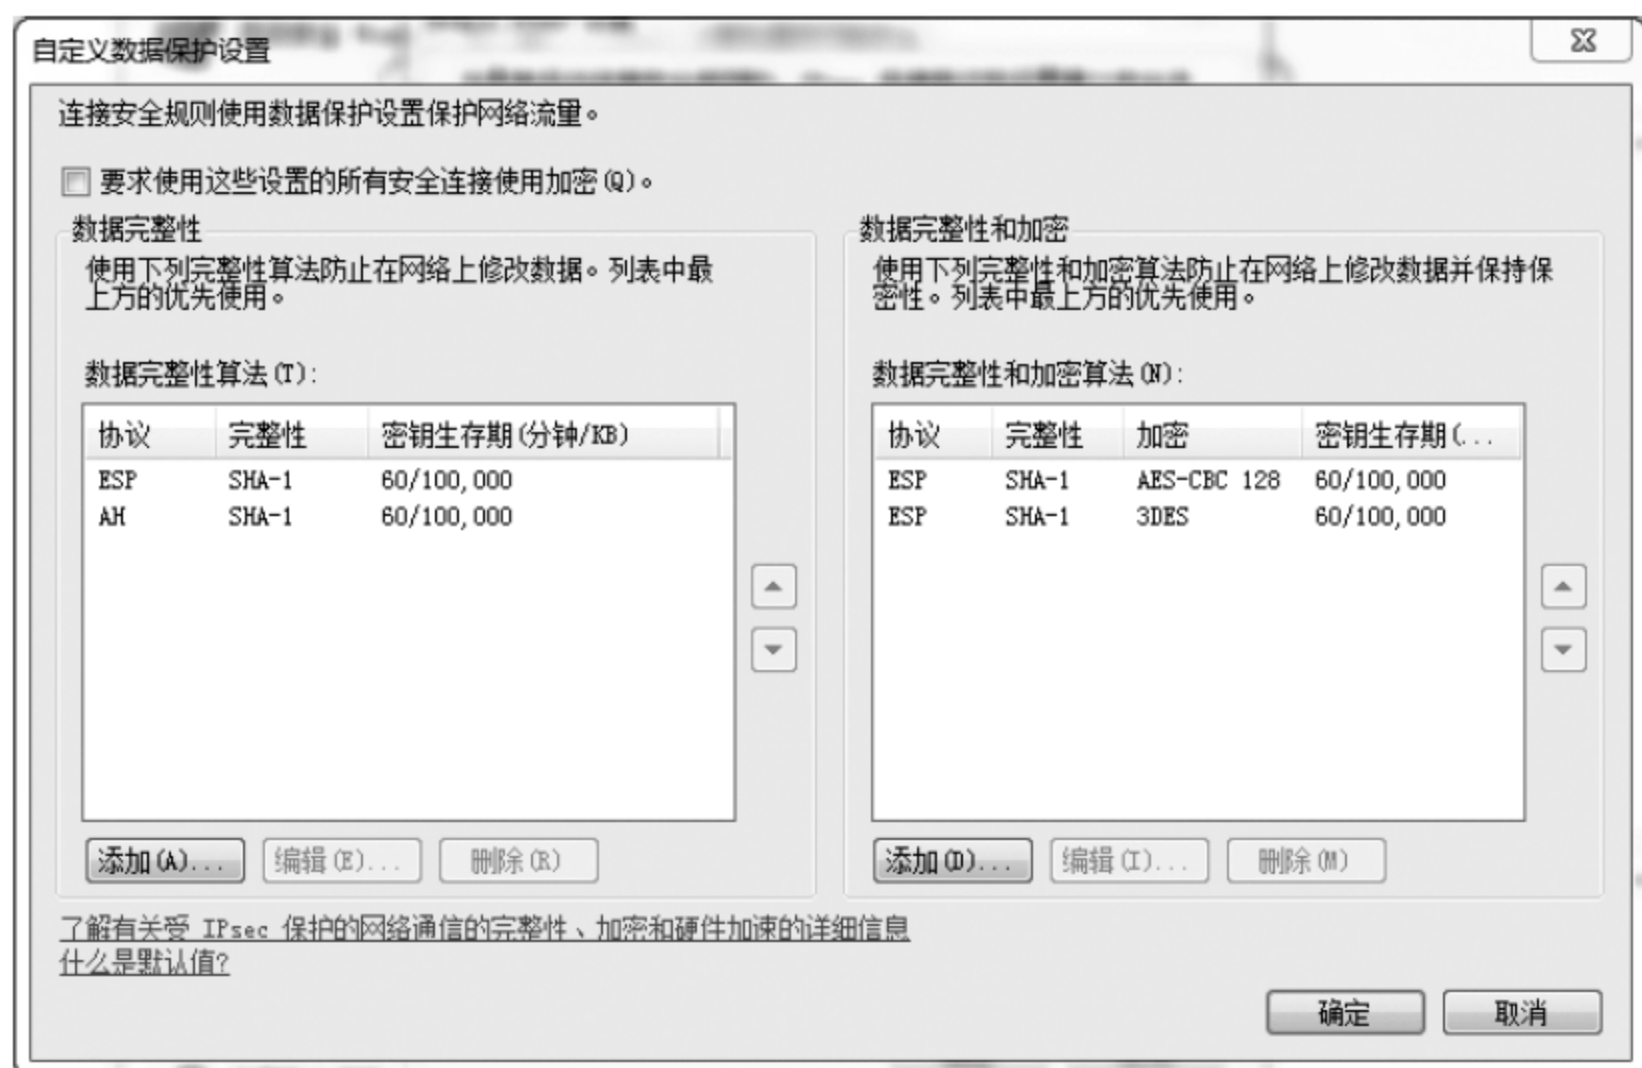 自定义数据保护设置
连接安全规则使用数据保护设置保护网络流量。
要求使用这些设置的所有安全连接使用加密(Q)。
数据完整性
使用下列完整性算法防止在网络上修改数据。列表中最
上方的优先使用。
数据完整性算法(T):
协议 完整性 密钥生存期(分钟/KB)
ESP SHA-1 60/100,000
AH SHA-1 60/100,000
添加(A)... 编辑(E)... 删除(R)
数据完整性和加密
使用下列完整性和加密算法防止在网络上修改数据并保持保
密性。列表中最上方的优先使用。
数据完整性和加密算法(N):
协议 完整性 加密 密钥生存期(...
ESP SHA-1 AES-CBC 128 60/100,000
ESP SHA-1 3DES 60/100,000
添加(D)... 编辑(I)... 删除(M)
了解有关受 IPsec 保护的网络通信的完整性、加密和硬件加速的详细信息
什么是默认值?
确定 取消